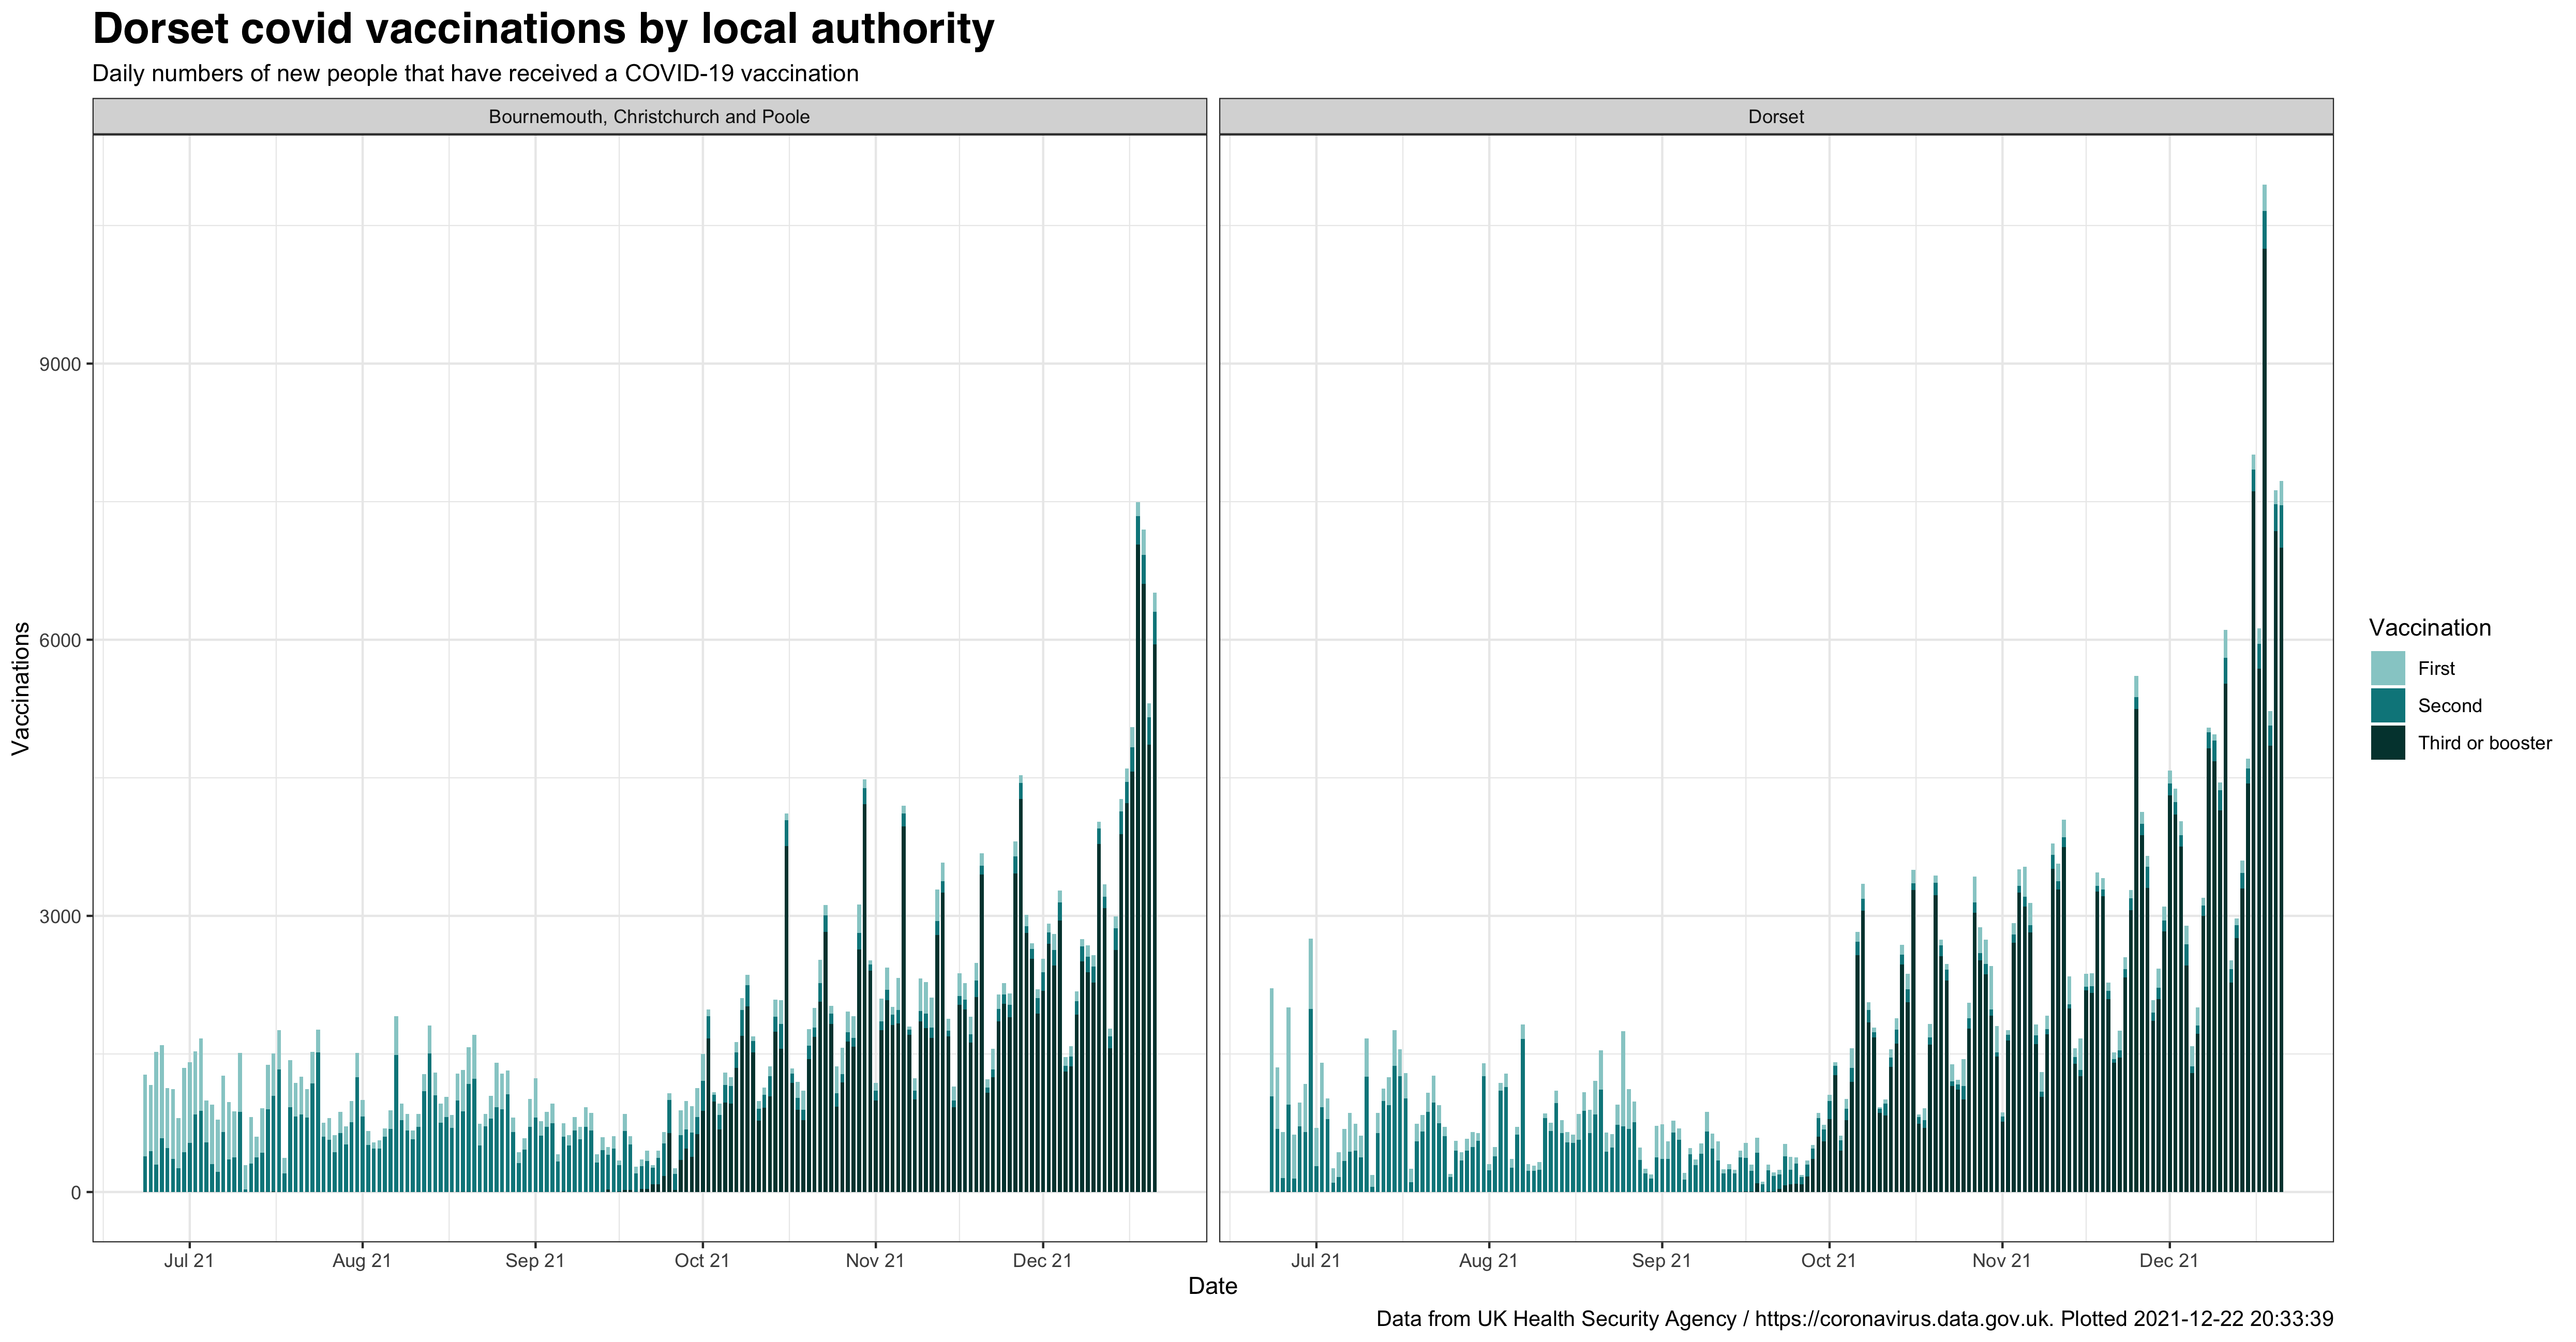 Dorset covid vaccinations by local authority
Daily numbers of new people that have received a COVID-19 vaccination
Bournemouth, Christchurch and Poole
Dorset
Vaccinations
9000
6000
3000
0
Jul 21
Aug 21
Sep 21
Oct 21
Nov 21
Dec 21
Jul 21
Aug 21
Sep 21
Oct 21
Nov 21
Dec 21
Date
Vaccination
First
Second
Third or booster
Data from UK Health Security Agency / https://coronavirus.data.gov.uk. Plotted 2021-12-22 20:33:39